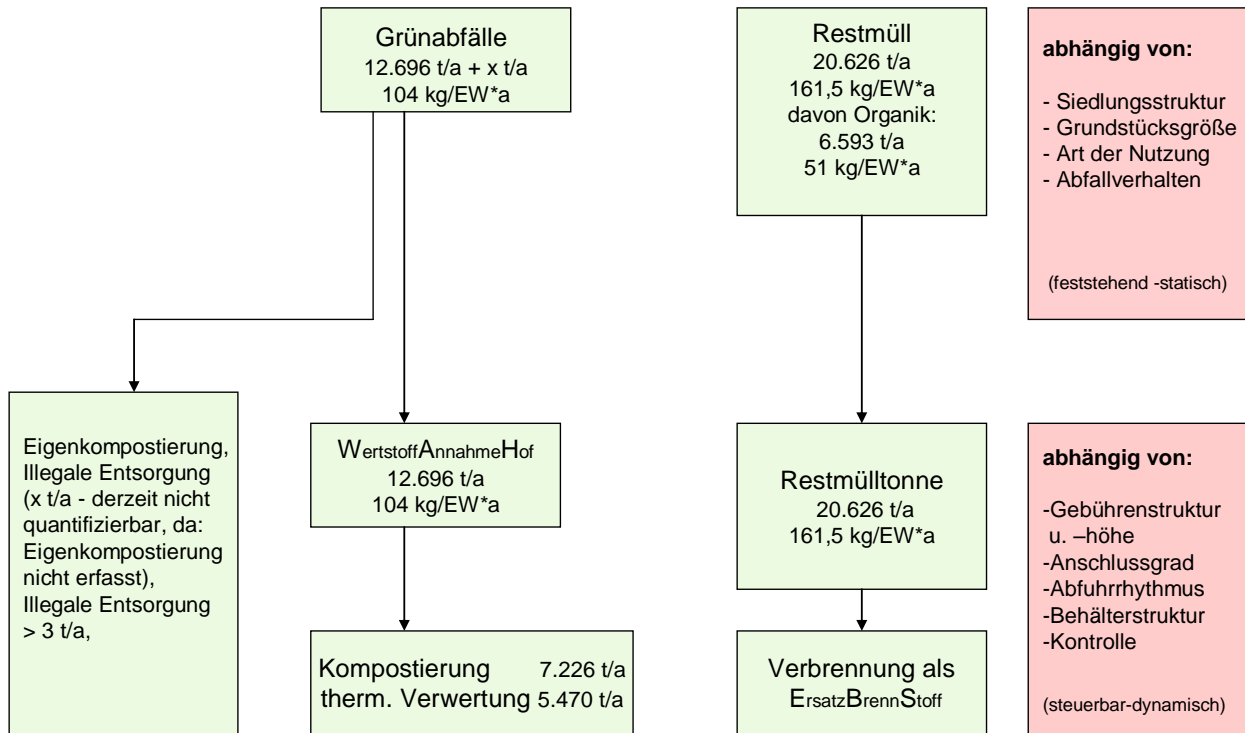 Grünabfälle
12.696 t/a + x t/a
104 kg/EW*a
Restmüll
20.626 t/a
161,5 kg/EW*a
davon Organik:
6.593 t/a
51 kg/EW*a
abhängig von:
- Siedlungsstruktur
- Grundstücksgröße
- Art der Nutzung
- Abfallverhalten
(feststehend -statisch)
Eigenkompostierung,
Illegale Entsorgung
(x t/a - derzeit nicht
quantifizierbar, da:
Eigenkompostierung
nicht erfasst),
Illegale Entsorgung
> 3 t/a,
WertstoffAnnahmeHof
12.696 t/a
104 kg/EW*a
Restmülltonne
20.626 t/a
161,5 kg/EW*a
abhängig von:
-Gebührenstruktur
u. –höhe
-Anschlussgrad
-Abfuhrrhythmus
-Behälterstruktur
-Kontrolle
(steuerbar-dynamisch)
Kompostierung 7.226 t/a
therm. Verwertung 5.470 t/a
Verbrennung als
ErsatzBrennStoff